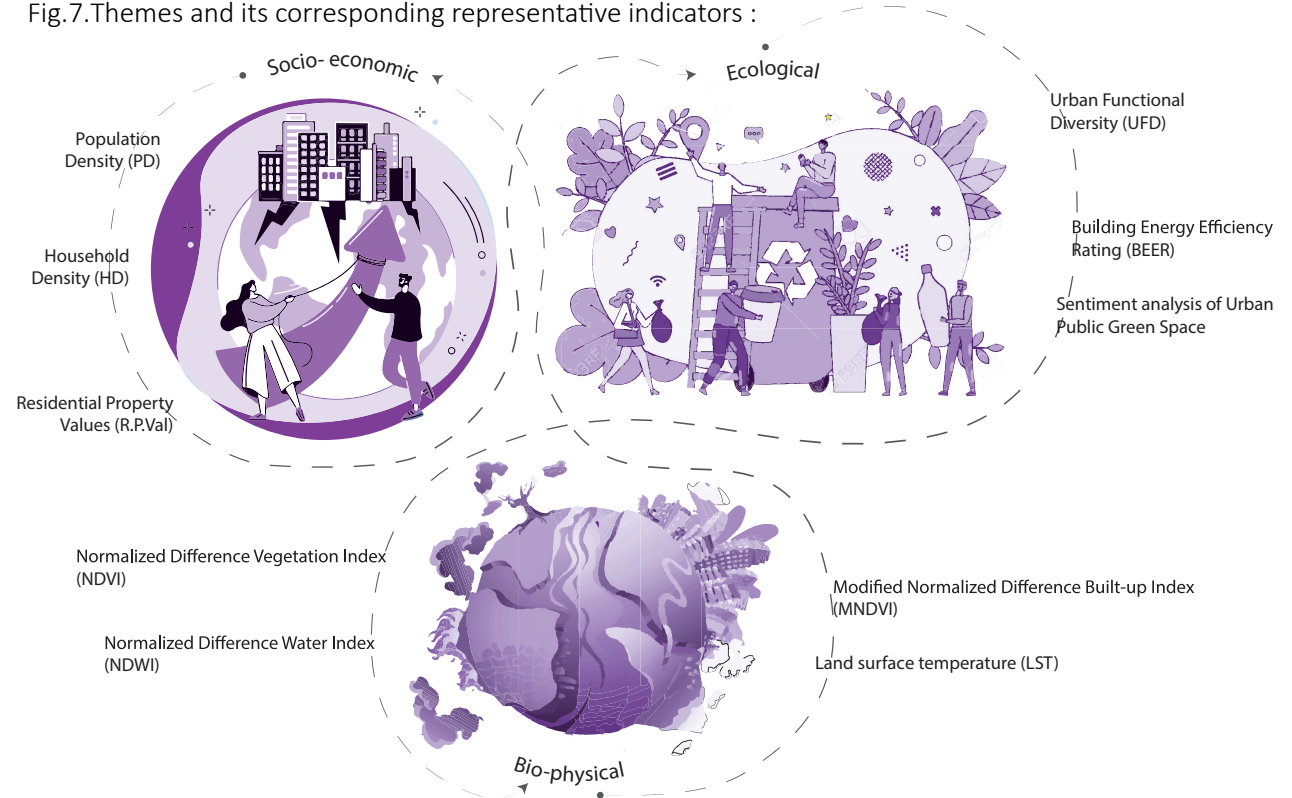 Fig.7.Themes and its corresponding representative indicators :
Socio- economic
Population
Density (PD)
Household
Density (HD)
Residential Property
Values (R.P.Val)
Ecological
Urban Functional
Diversity (UFD)
Building Energy Efficiency
Rating (BEER)
Sentiment analysis of Urban
Public Green Space
Normalized Difference Vegetation Index
(NDVI)
Normalized Difference Water Index
(NDWI)
Modified Normalized Difference Built-up Index
(MNDVI)
Land surface temperature (LST)
Bio-physical